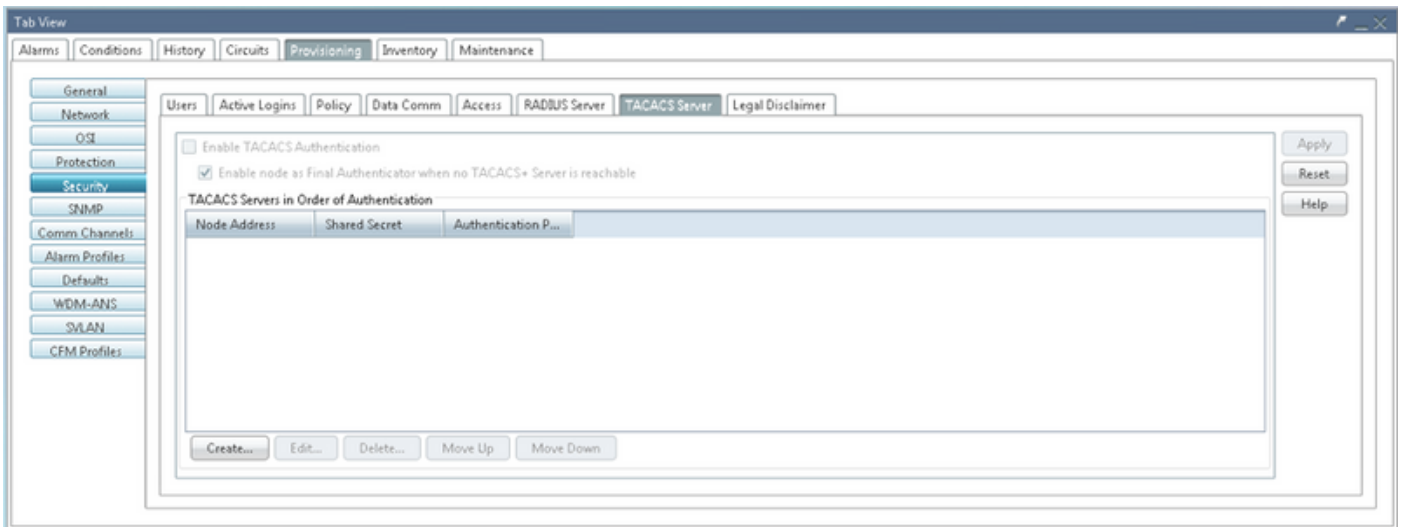 Tab View
Alarms Conditions History Circuits Provisioning Inventory Maintenance
General
Network
OSI
Protection
Security
SNMP
Comm Channels
Alarm Profiles
Defaults
WDM-ANS
SVLAN
CFM Profiles
Users Active Logins Policy Data Comm Access RADIUS Server TACACS Server Legal Disclaimer
Enable TACACS Authentication
Enable node as Final Authenticator when no TACACS+ Server is reachable
TACACS Servers in Order of Authentication
Node Address Shared Secret Authentication P...
Create... Edit... Delete... Move Up Move Down
Apply
Reset
Help